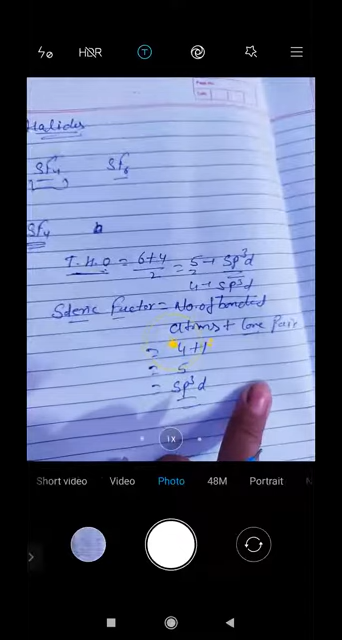 HDR
Halides
SF4 SF6
SF4
T.H.O = 6+4/2 = 5 → sp³d
4 → sp³d
Steric Factor = No. of bonded
atoms + lone Pair
= 4+1
= 5
= sp³d
1X
Short video Video Photo 48M Portrait